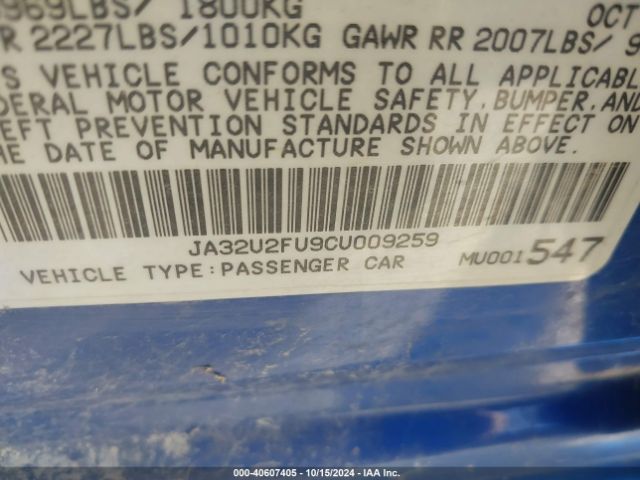 969LBS/ 1800KG OCT
R 2227LBS/1010KG GAWR RR 2007LBS/ 9
S VEHICLE CONFORMS TO ALL APPLICABL
DERAL MOTOR VEHICLE SAFETY, BUMPER, AND
EFT PREVENTION STANDARDS IN EFFECT ON
HE DATE OF MANUFACTURE SHOWN ABOVE.
JA32U2FU9CU009259
VEHICLE TYPE:PASSENGER CAR MU001547
000-40607405 - 10/15/2024 - IAA Inc.